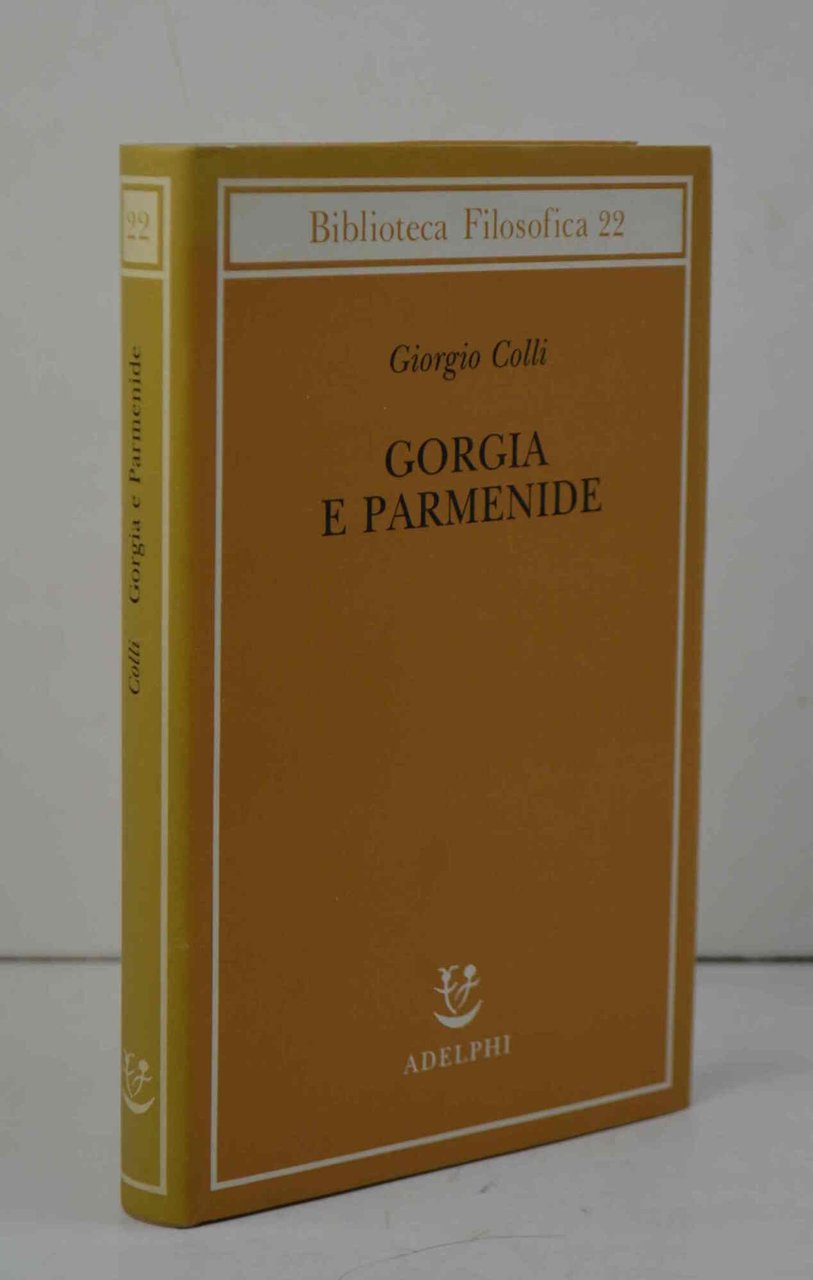 Biblioteca Filosofica 22
Giorgio Colli
GORGIA
E PARMENIDE
ADELPHI
22
Colli Gorgia e Parmenide